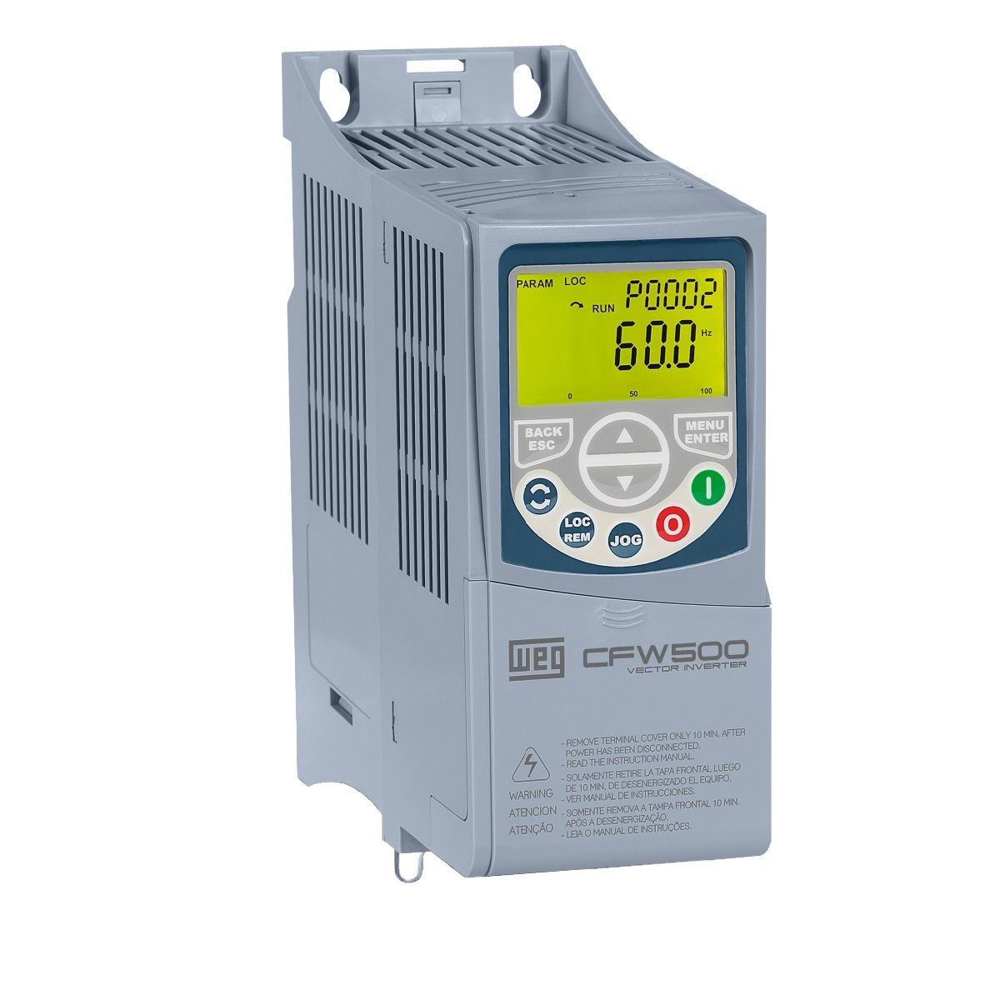 PARAM LOC
P0002
RUN
60.0 Hz
0 50 100
BACK
ESC
MENU
ENTER
I
LOC
REM
JOG
O
WEG CFW500
VECTOR INVERTER
- REMOVE TERMINAL COVER ONLY 10 MIN. AFTER
POWER HAS BEEN DISCONNECTED.
- READ THE INSTRUCTION MANUAL.
- SOLAMENTE RETIRE LA TAPA FRONTAL LUEGO
DE 10 MIN. DE DESENERGIZADO EL EQUIPO.
WARNING
- VER MANUAL DE INSTRUCCIONES.
ATENCION
- SOMENTE REMOVA A TAMPA FRONTAL 10 MIN.
APÓS A DESENERGIZAÇÃO.
ATENÇÃO
- LEIA O MANUAL DE INSTRUÇÕES.